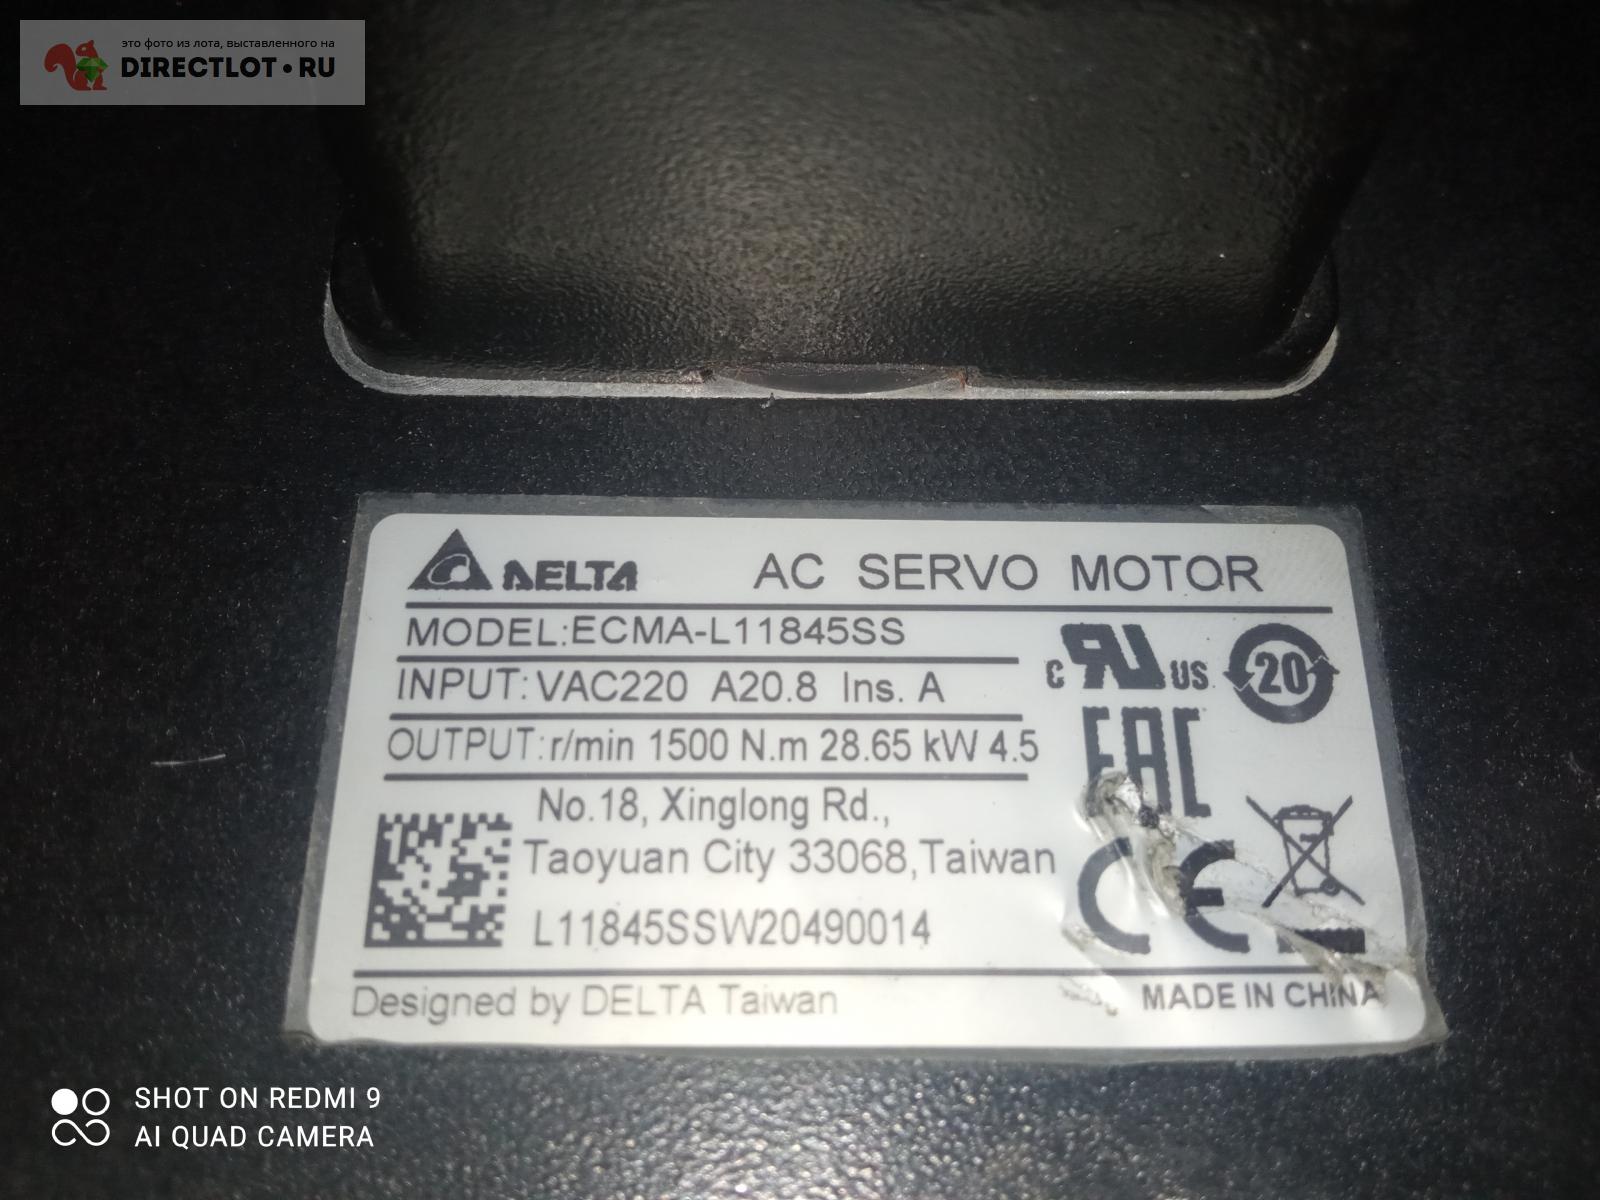 это фото из лота, выставленного на
DIRECTLOT•RU
DELTA AC SERVO MOTOR
MODEL:ECMA-L11845SS
INPUT: VAC220 A20.8 Ins. A
OUTPUT:r/min 1500 N.m 28.65 kW 4.5
c RU US 20
EAC
No.18, Xinglong Rd.,
Taoyuan City 33068,Taiwan
CE
L11845SSW20490014
Designed by DELTA Taiwan MADE IN CHINA
SHOT ON REDMI 9
AI QUAD CAMERA